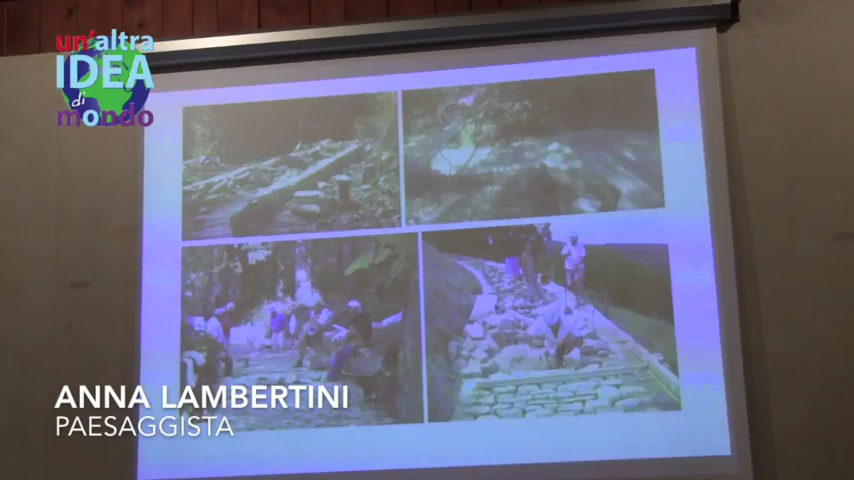 un'altra
IDEA
di
mondo
ANNA LAMBERTINI
PAESAGGISTA